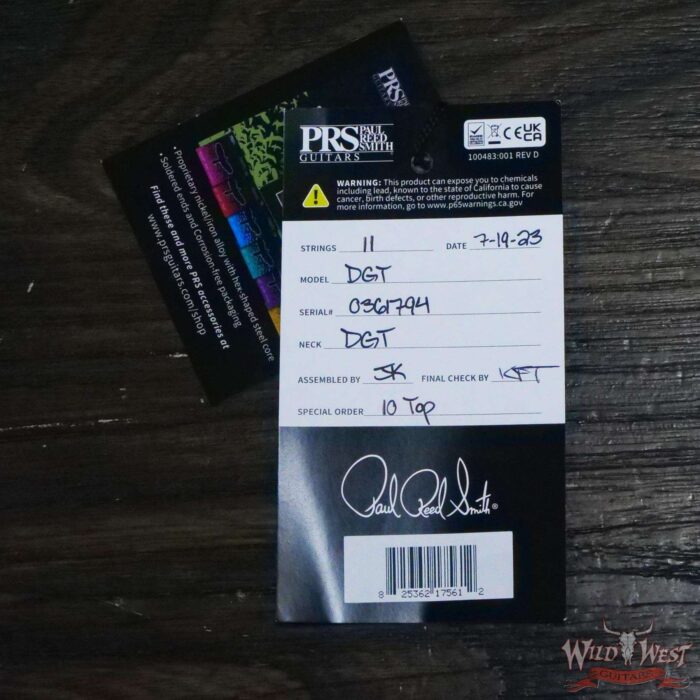 PRS PAUL REED SMITH
GUITARS
UK CA
100483:001 REV D
WARNING: This product can expose you to chemicals
including lead, known to the state of California to cause
cancer, birth defects, or other reproductive harm. For
more information, go to www.p65warnings.ca.gov
STRINGS 11 DATE 7-19-23
MODEL DGT
SERIAL# 0361794
NECK DGT
ASSEMBLED BY JK FINAL CHECK BY KFT
SPECIAL ORDER 10 Top
Paul Reed Smith®
8 25362 17561 2
PRS
• Proprietary nickel/iron alloy with hex shaped steel core
• Soldered ends and Corrosion-free packaging
Find these and more PRS accessories at
www.prsguitars.com/shop
WILD WEST
GUITARS